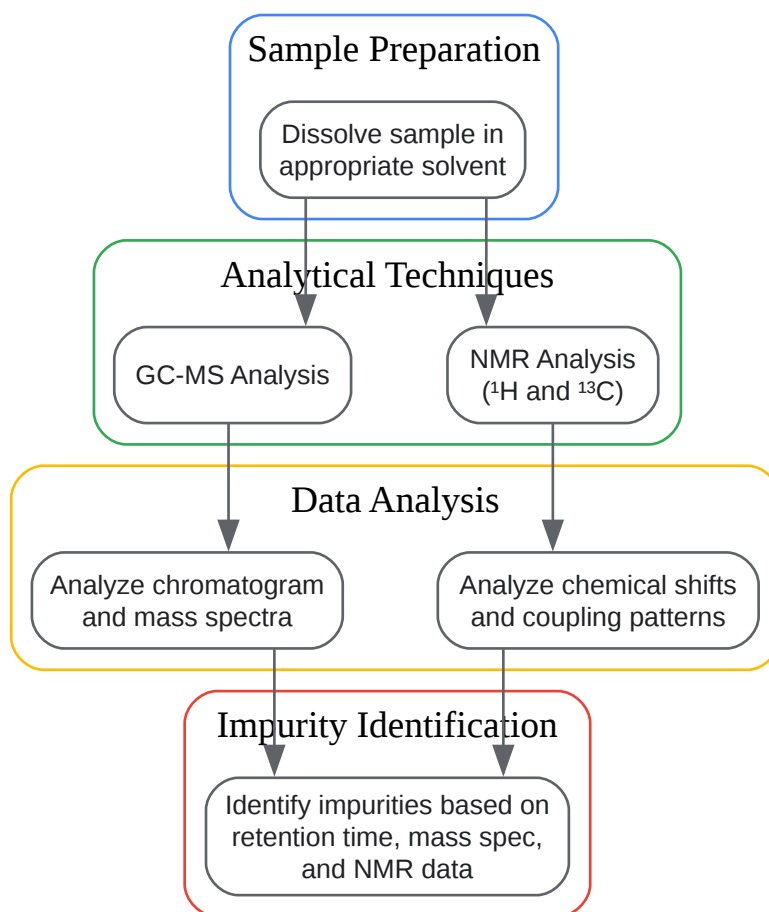 Sample Preparation
Dissolve sample in
appropriate solvent
Analytical Techniques
GC-MS Analysis
NMR Analysis
(¹H and ¹³C)
Data Analysis
Analyze chromatogram
and mass spectra
Analyze chemical shifts
and coupling patterns
Impurity Identification
Identify impurities based on
retention time, mass spec,
and NMR data